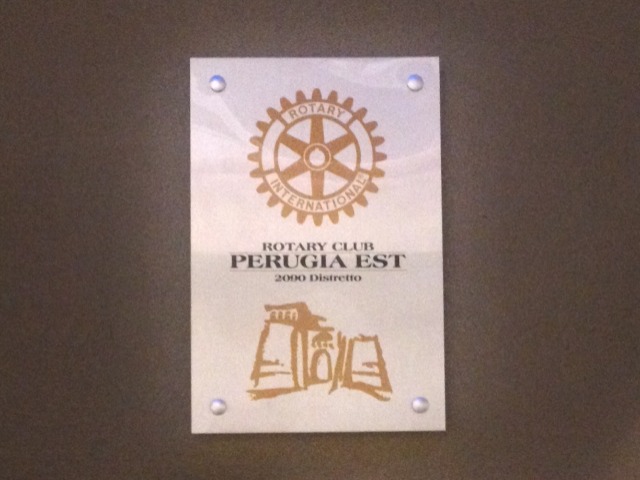 ROTARY
INTERNATIONAL
ROTARY CLUB
PERUGIA EST
2090 Distretto